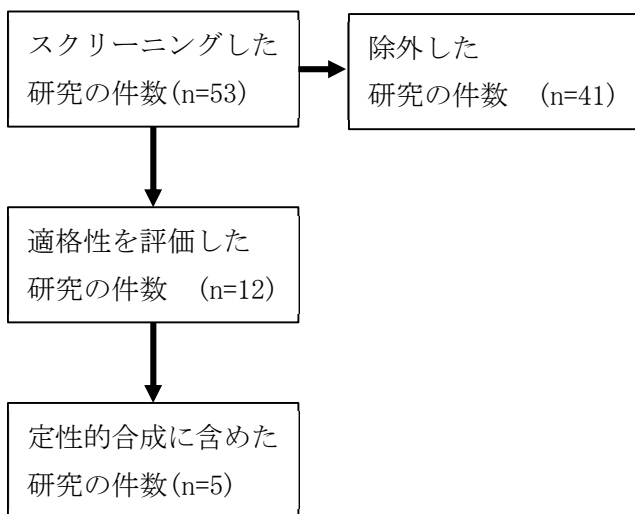 スクリーニングした
研究の件数(n=53)
除外した
研究の件数　(n=41)
適格性を評価した
研究の件数　(n=12)
定性的合成に含めた
研究の件数(n=5)